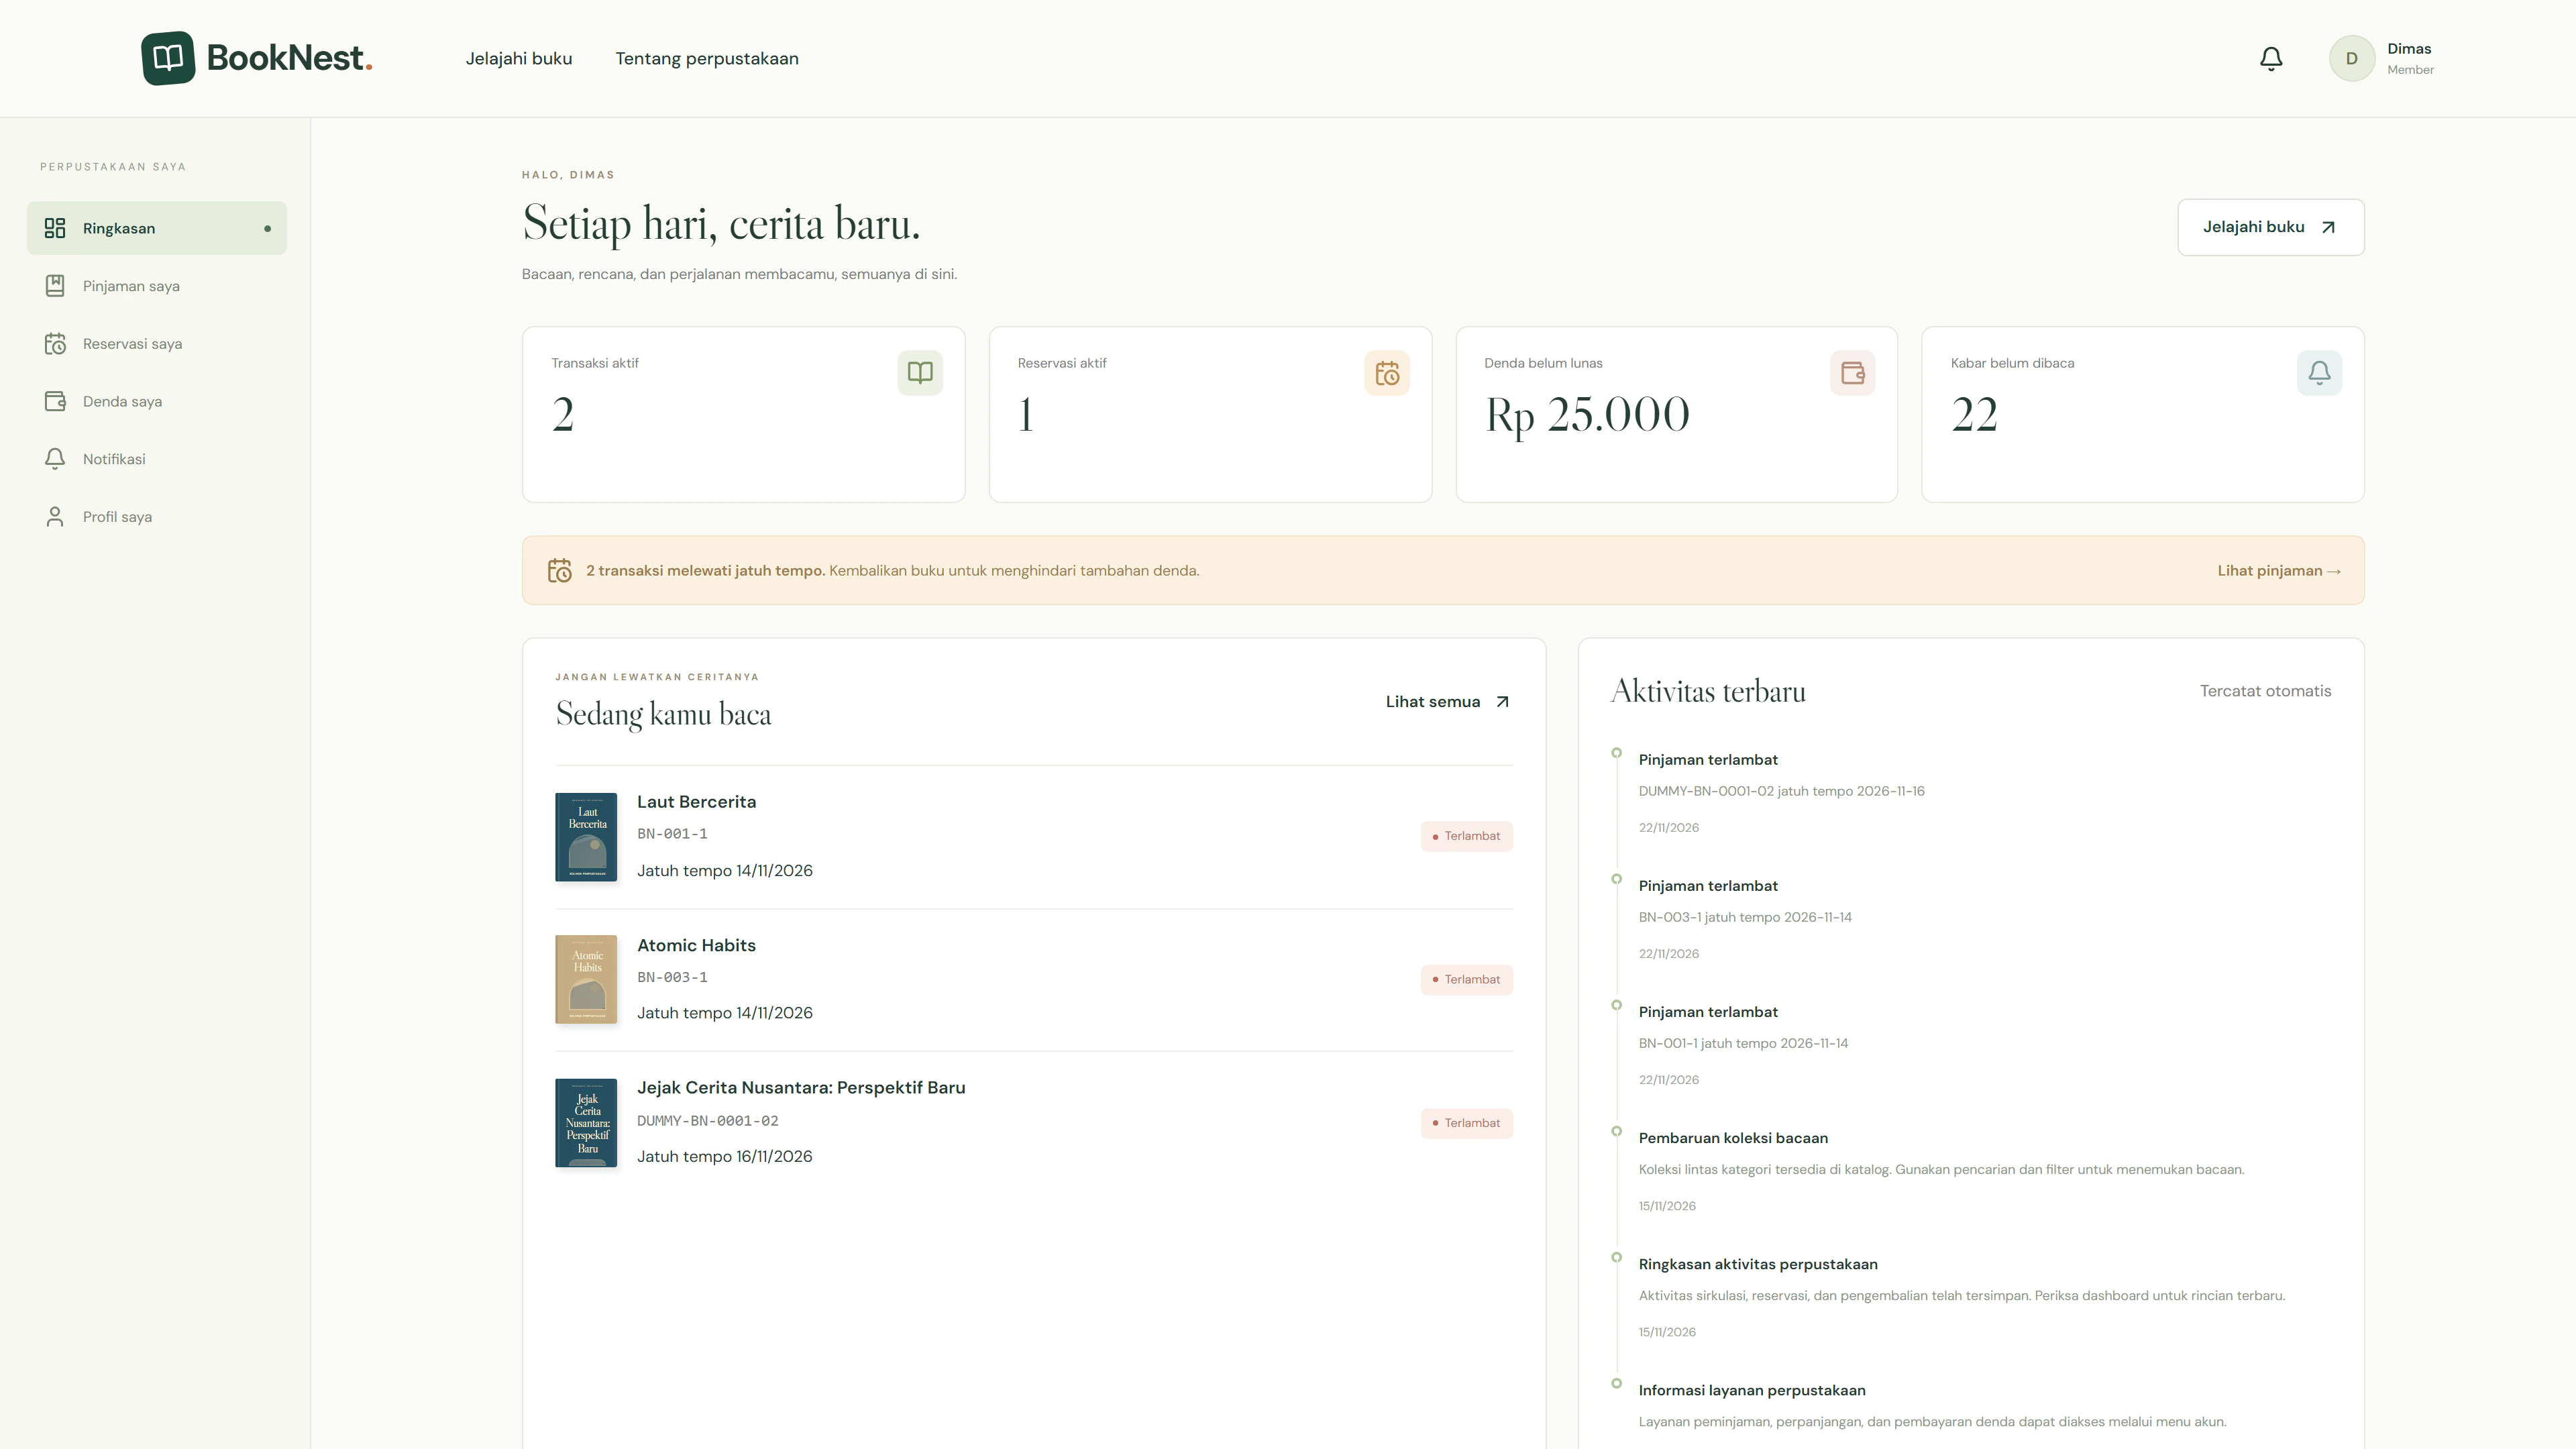 BookNest.
Jelajahi buku
Tentang perpustakaan
D
Dimas
Member
PERPUSTAKAAN SAYA
Ringkasan
Pinjaman saya
Reservasi saya
Denda saya
Notifikasi
Profil saya
HALO, DIMAS
Setiap hari, cerita baru.
Bacaan, rencana, dan perjalanan membacamu, semuanya di sini.
Jelajahi buku
Transaksi aktif
2
Reservasi aktif
1
Denda belum lunas
Rp 25.000
Kabar belum dibaca
22
2 transaksi melewati jatuh tempo. Kembalikan buku untuk menghindari tambahan denda.
Lihat pinjaman →
JANGAN LEWATKAN CERITANYA
Sedang kamu baca
Lihat semua
Laut
Bercerita
Laut Bercerita
BN-001-1
Jatuh tempo 14/11/2026
Terlambat
Atomic
Habits
Atomic Habits
BN-003-1
Jatuh tempo 14/11/2026
Terlambat
Jejak
Cerita
Nusantara:
Perspektif
Baru
Jejak Cerita Nusantara: Perspektif Baru
DUMMY-BN-0001-02
Jatuh tempo 16/11/2026
Terlambat
Aktivitas terbaru
Tercatat otomatis
Pinjaman terlambat
DUMMY-BN-0001-02 jatuh tempo 2026-11-16
22/11/2026
Pinjaman terlambat
BN-003-1 jatuh tempo 2026-11-14
22/11/2026
Pinjaman terlambat
BN-001-1 jatuh tempo 2026-11-14
22/11/2026
Pembaruan koleksi bacaan
Koleksi lintas kategori tersedia di katalog. Gunakan pencarian dan filter untuk menemukan bacaan.
15/11/2026
Ringkasan aktivitas perpustakaan
Aktivitas sirkulasi, reservasi, dan pengembalian telah tersimpan. Periksa dashboard untuk rincian terbaru.
15/11/2026
Informasi layanan perpustakaan
Layanan peminjaman, perpanjangan, dan pembayaran denda dapat diakses melalui menu akun.